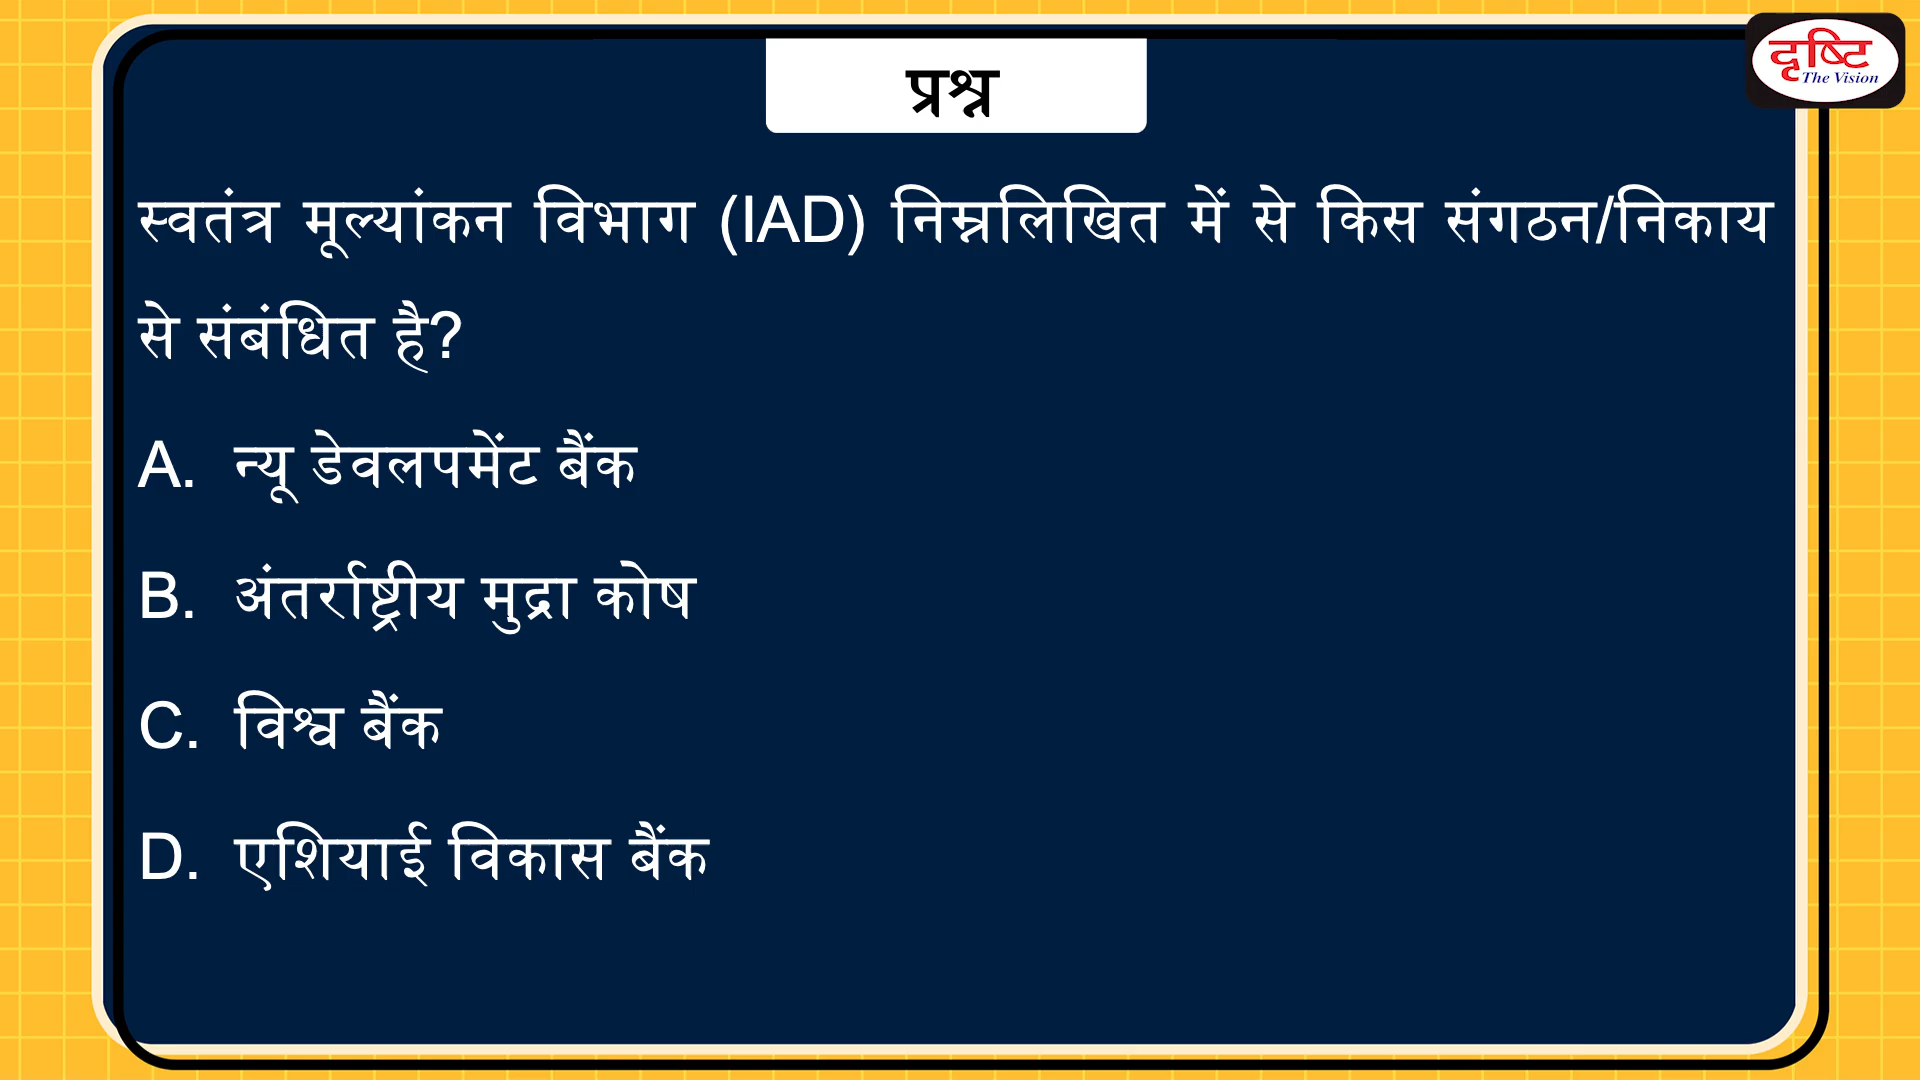 दृष्टि
The Vision
प्रश्न
स्वतंत्र मूल्यांकन विभाग (IAD) निम्नलिखित में से किस संगठन/निकाय
से संबंधित है?
A. न्यू डेवलपमेंट बैंक
B. अंतर्राष्ट्रीय मुद्रा कोष
C. विश्व बैंक
D. एशियाई विकास बैंक